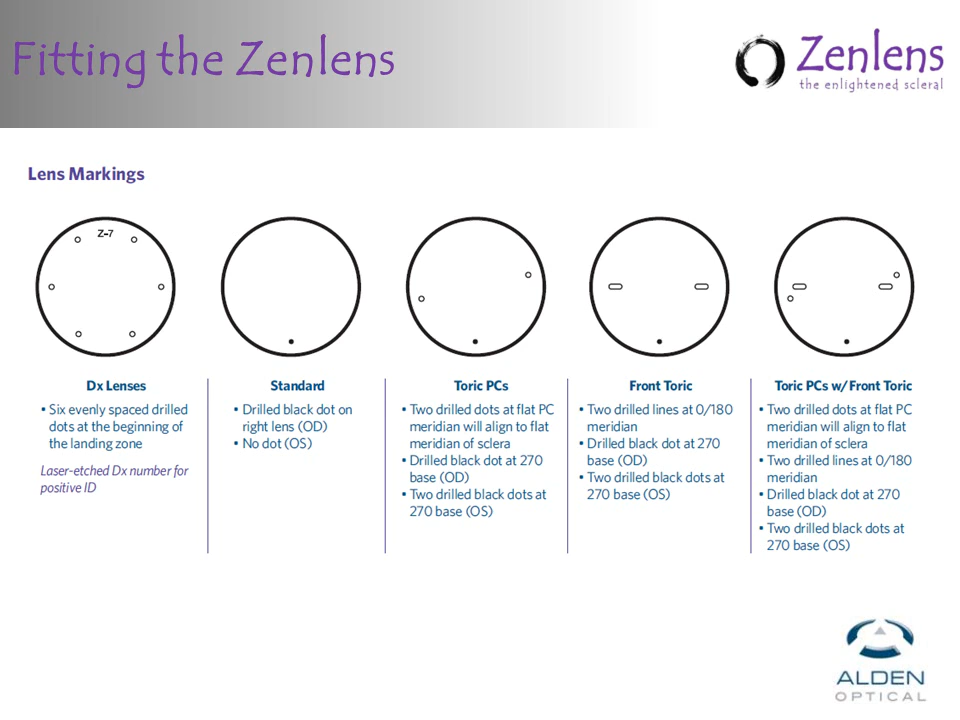 Fitting the Zenlens
Zenlens
the enlightened scleral
Lens Markings
Z-7
Dx Lenses
• Six evenly spaced drilled
dots at the beginning of
the landing zone
Laser-etched Dx number for
positive ID
Standard
• Drilled black dot on
right lens (OD)
• No dot (OS)
Toric PCs
• Two drilled dots at flat PC
meridian will align to flat
meridian of sclera
• Drilled black dot at 270
base (OD)
• Two drilled black dots at
270 base (OS)
Front Toric
• Two drilled lines at 0/180
meridian
• Drilled black dot at 270
base (OD)
• Two drilled black dots at
270 base (OS)
Toric PCs w/Front Toric
• Two drilled dots at flat PC
meridian will align to flat
meridian of sclera
• Two drilled lines at 0/180
meridian
• Drilled black dot at 270
base (OD)
• Two drilled black dots at
270 base (OS)
ALDEN
OPTICAL